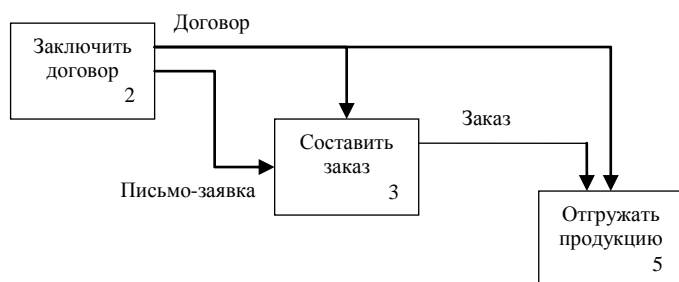 Договор
Заключить
договор
2
Письмо-заявка
Составить
заказ
3
Заказ
Отгружать
продукцию
5